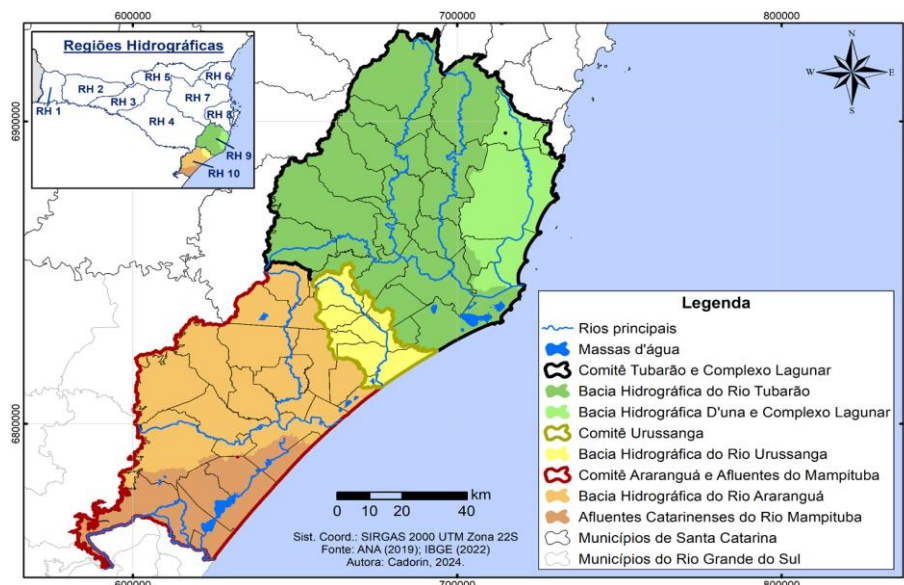 600000
700000
800000
Regiões Hidrográficas
RH 1
RH 2
RH 3
RH 4
RH 5
RH 6
RH 7
RH 8
RH 9
RH 10
N
W
E
S
6900000
6900000
6800000
6800000
Legenda
Rios principais
Massas d'água
Comitê Tubarão e Complexo Lagunar
Bacia Hidrográfica do Rio Tubarão
Bacia Hidrográfica D'una e Complexo Lagunar
Comitê Urussanga
Bacia Hidrográfica do Rio Urussanga
Comitê Araranguá e Afluentes do Mampituba
Bacia Hidrográfica do Rio Araranguá
Afluentes Catarinenses do Rio Mampituba
Municípios de Santa Catarina
Municípios do Rio Grande do Sul
km
0 10 20 40
Sist. Coord.: SIRGAS 2000 UTM Zona 22S
Fonte: ANA (2019); IBGE (2022)
Autora: Cadorin, 2024.
600000
700000
800000